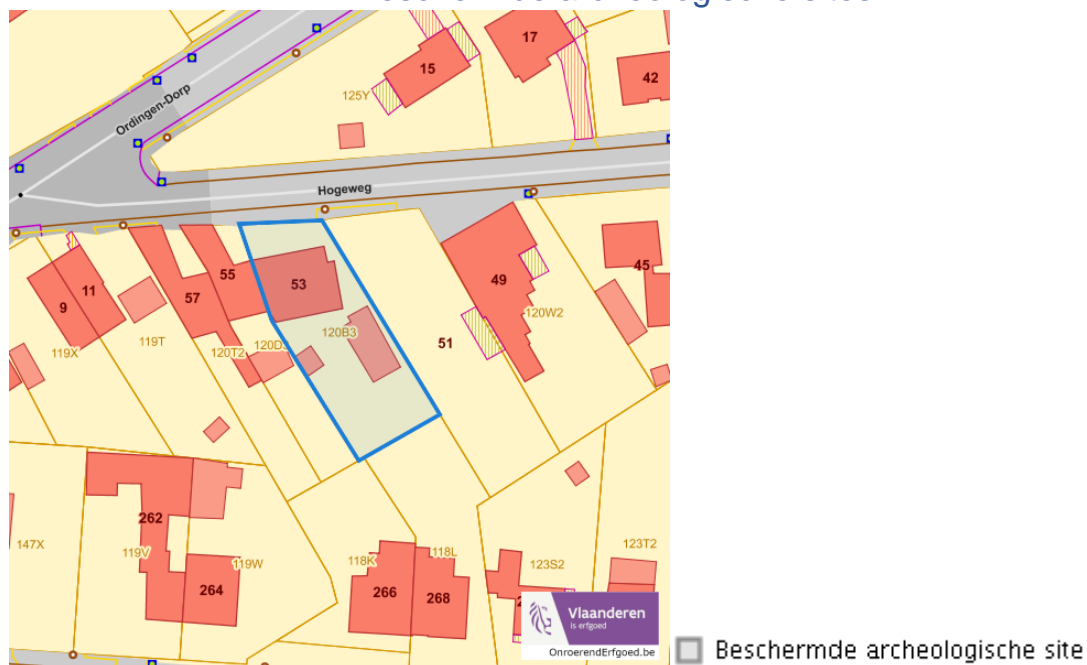 17
15
42
125Y
Ordingen-Dorp
Hogeweg
55
53
49
45
11
9
57
120B3
120W2
51
119X
119T
120T2
262
147X
119V
119W
118K
118L
123S2
123T2
264
266
268
Vlaanderen
is erfgoed
OnroerendErfgoed.be
Beschermde archeologische site